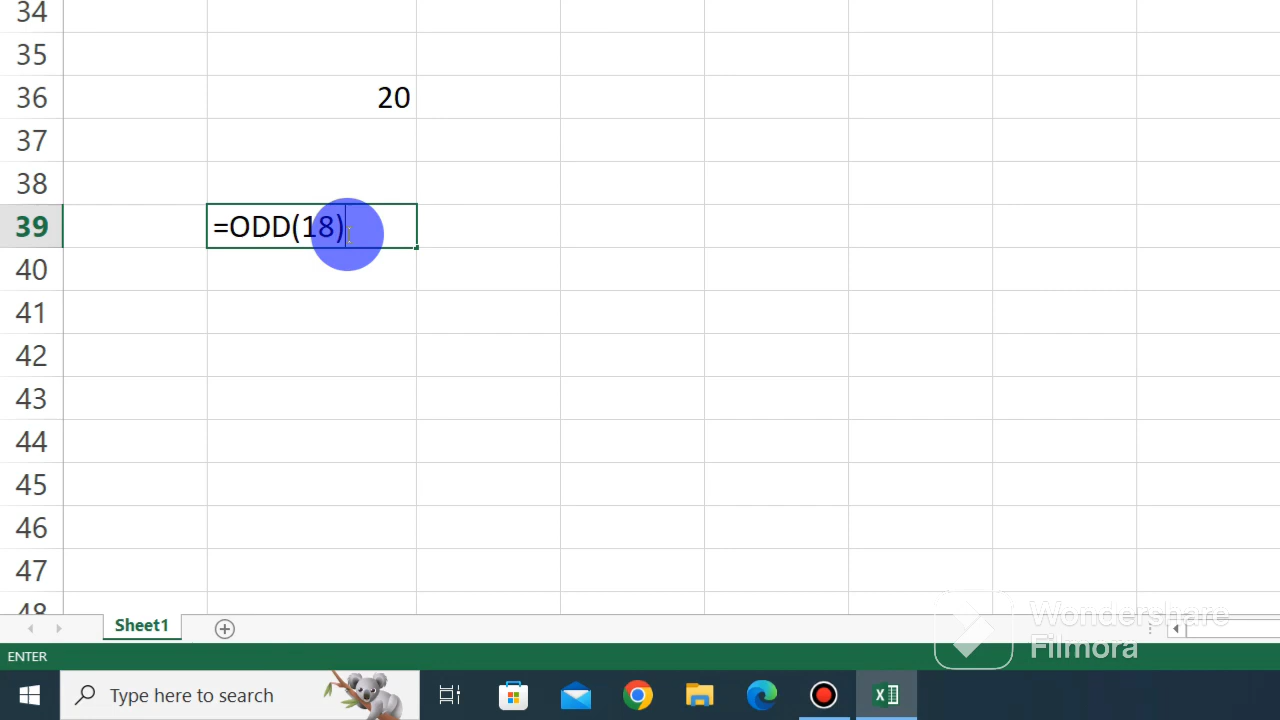 34
35
36 20
37
38
39 =ODD(18)
40
41
42
43
44
45
46
47
48
Sheet1
ENTER
Type here to search
Wondershare
Filmora